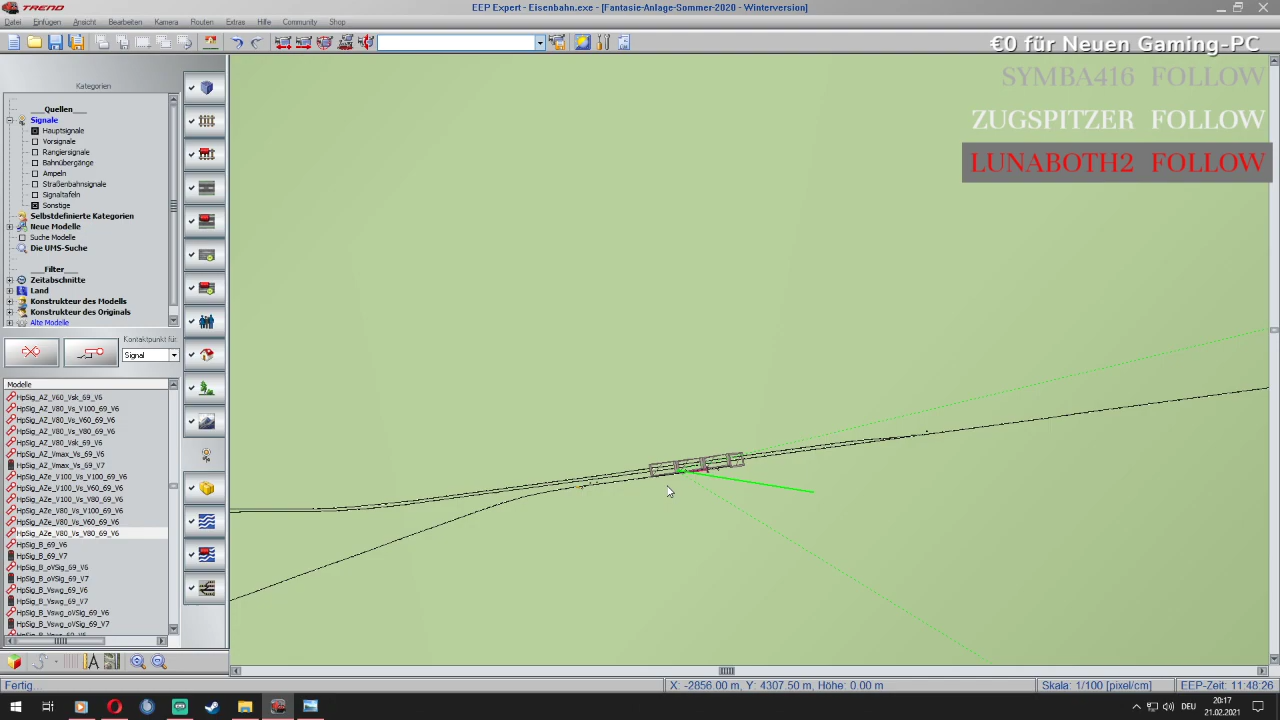 TREND
EEP Expert - Eisenbahn.exe - [Fantasie-Anlage-Sommer-2020 - Winterversion]
Datei Einfügen Ansicht Bearbeiten Kamera Routen Extras Hilfe Community Shop
€0 für Neuen Gaming-PC
SYMBA416 FOLLOW
ZUGSPITZER FOLLOW
LUNABOTH2 FOLLOW
Kategorien
___Quellen___
Signale
Hauptsignale
Vorsignale
Rangiersignale
Bahnübergänge
Ampeln
Straßenbahnsignale
Signaltafeln
Sonstige
Selbstdefinierte Kategorien
Neue Modelle
Suche Modelle
Die UMS-Suche
___Filter___
Zeitabschnitte
Land
Konstrukteur des Modells
Konstrukteur des Originals
Alte Modelle
Kontaktpunkt für
Signal
Modelle
HpSig_AZ_V60_Vsk_69_V6
HpSig_AZ_V80_Vs_V100_69_V6
HpSig_AZ_V80_Vs_V60_69_V6
HpSig_AZ_V80_Vs_V80_69_V6
HpSig_AZ_V80_Vsk_69_V6
HpSig_AZ_Vmax_Vs_69_V6
HpSig_AZ_Vmax_Vs_69_V7
HpSig_AZe_V100_Vs_V100_69_V6
HpSig_AZe_V100_Vs_V60_69_V6
HpSig_AZe_V100_Vs_V80_69_V6
HpSig_AZe_V80_Vs_V100_69_V6
HpSig_AZe_V80_Vs_V60_69_V6
HpSig_AZe_V80_Vs_V80_69_V6
HpSig_B_69_V6
HpSig_B_69_V7
HpSig_B_oVSig_69_V6
HpSig_B_oVSig_69_V7
HpSig_B_Vswg_69_V6
HpSig_B_Vswg_69_V7
HpSig_B_Vswg_oVSig_69_V6
HpSig_B_Vswg_oVSig_69_V7
Fertig...
X: -2856.00 m, Y: 4307.50 m, Höhe: 0.00 m
Skala: 1/100 [pixel/cm]
EEP-Zeit: 11:48:26
DEU
20:17
21.02.2021